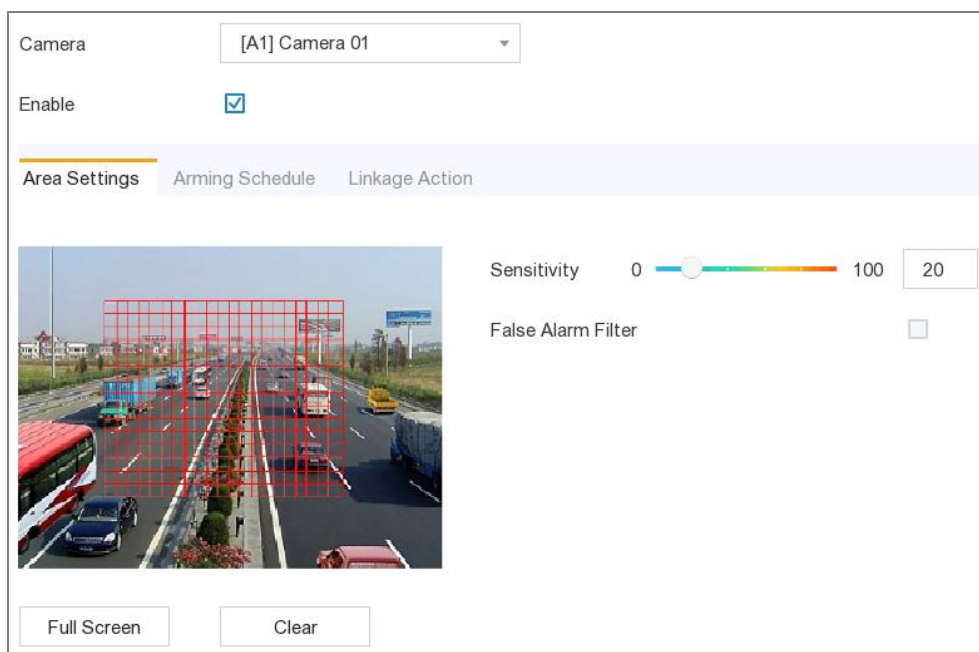 Camera [A1] Camera 01
Enable
Area Settings Arming Schedule Linkage Action
Sensitivity 0 100 20
False Alarm Filter
Full Screen Clear